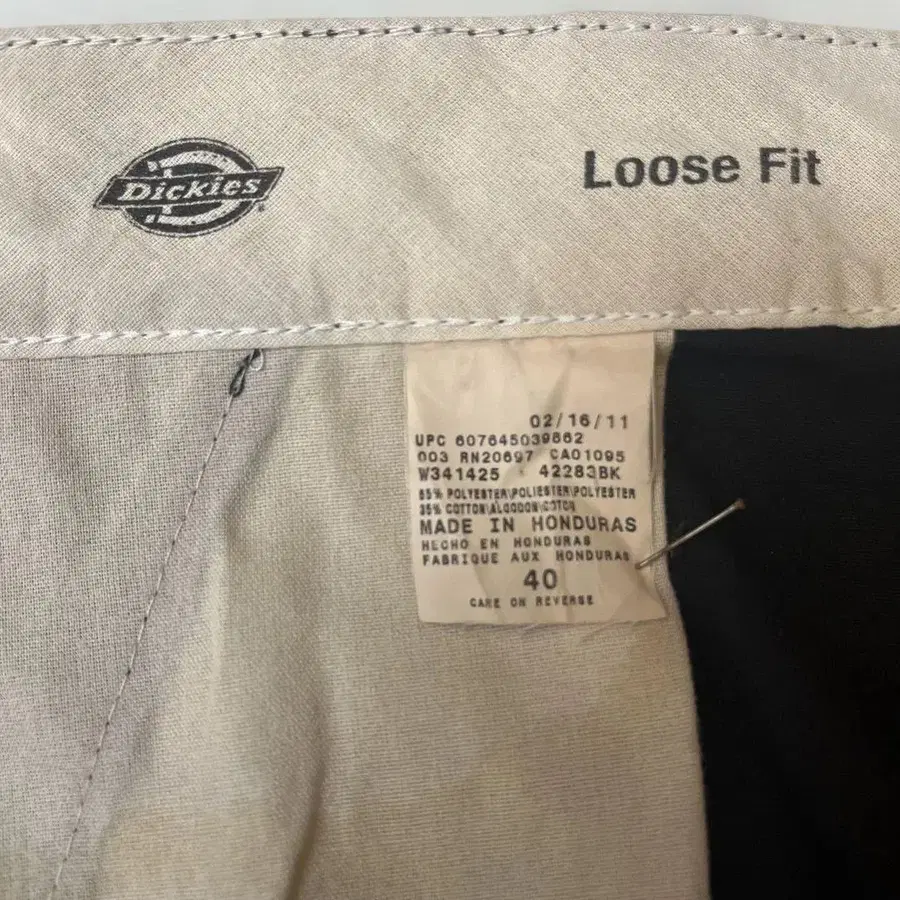 Dickies
Loose Fit
02/16/11
UPC 607645039862
003 RN20697 CA01095
W341425 42283BK
65% POLYESTER\POLIESTER\POLYESTER
35% COTTON\ALGODON\COTON
MADE IN HONDURAS
HECHO EN HONDURAS
FABRIQUE AUX HONDURAS
40
CARE ON REVERSE